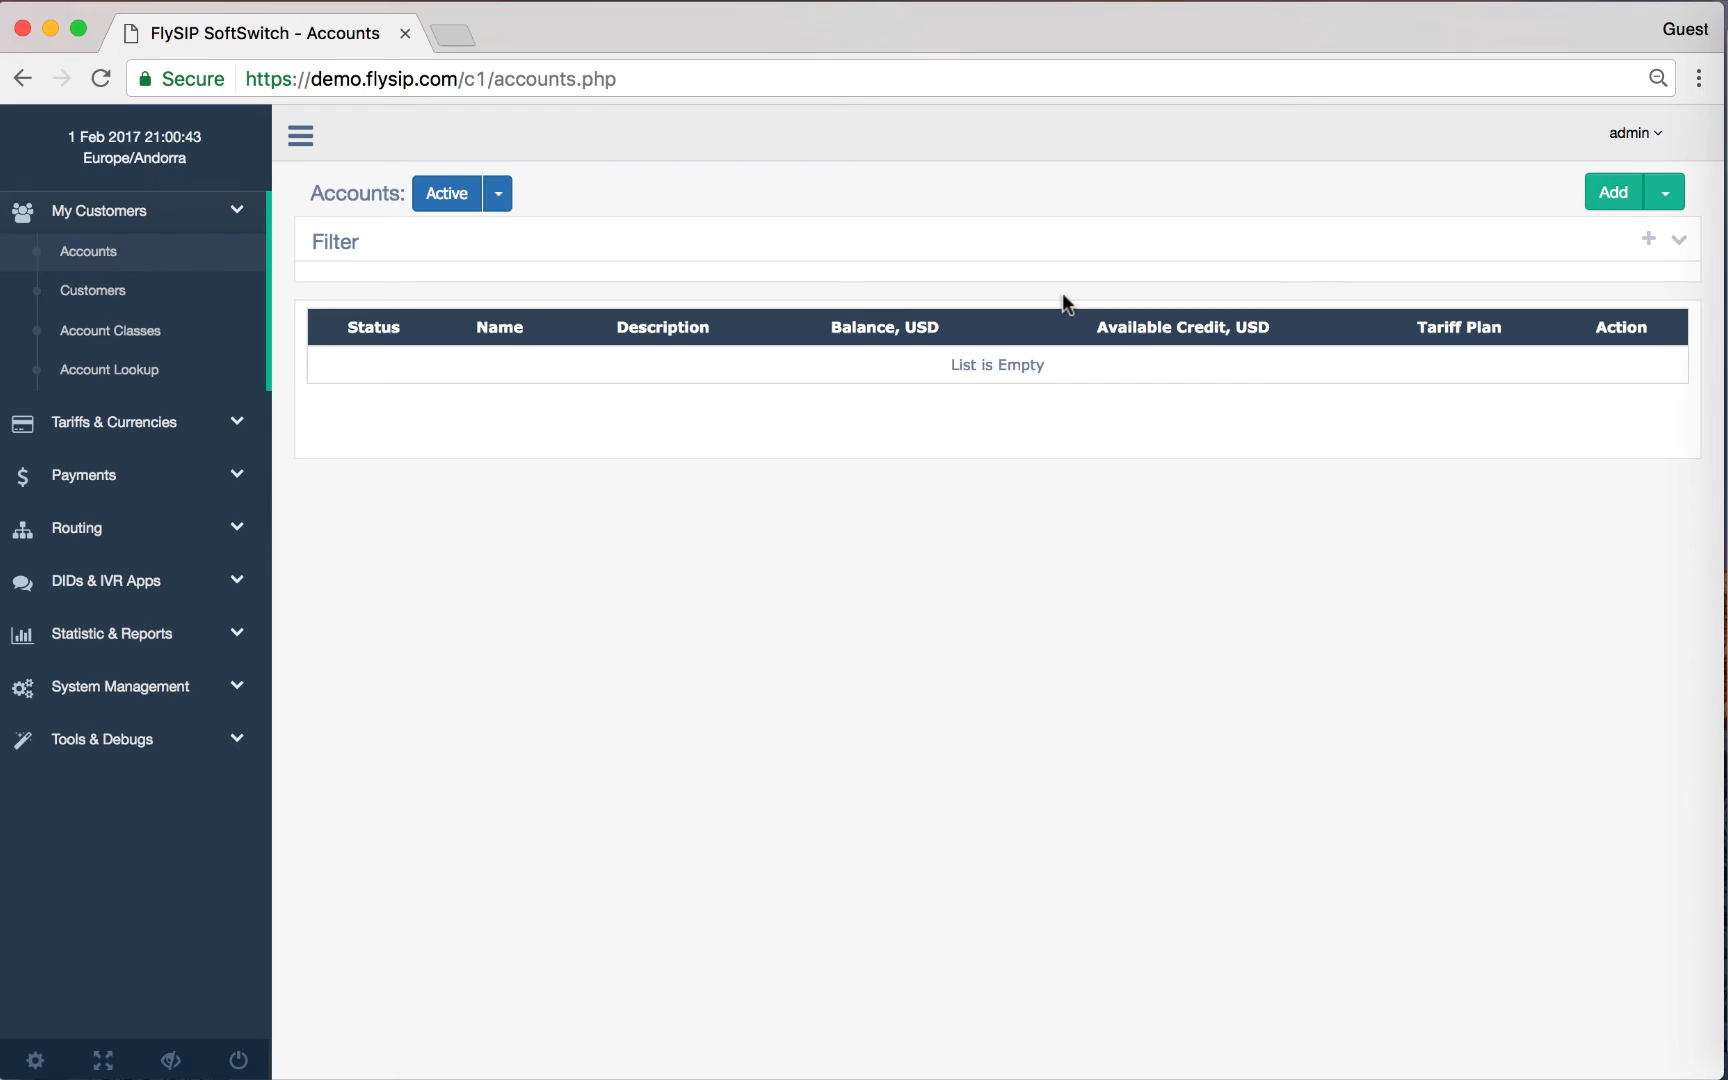 FlySIP SoftSwitch - Accounts
Guest
Secure https://demo.flysip.com/c1/accounts.php
1 Feb 2017 21:00:43
Europe/Andorra
admin
My Customers
Accounts
Customers
Account Classes
Account Lookup
Tariffs & Currencies
Payments
Routing
DIDs & IVR Apps
Statistic & Reports
System Management
Tools & Debugs
Accounts: Active
Add
Filter
Status Name Description Balance, USD Available Credit, USD Tariff Plan Action
List is Empty